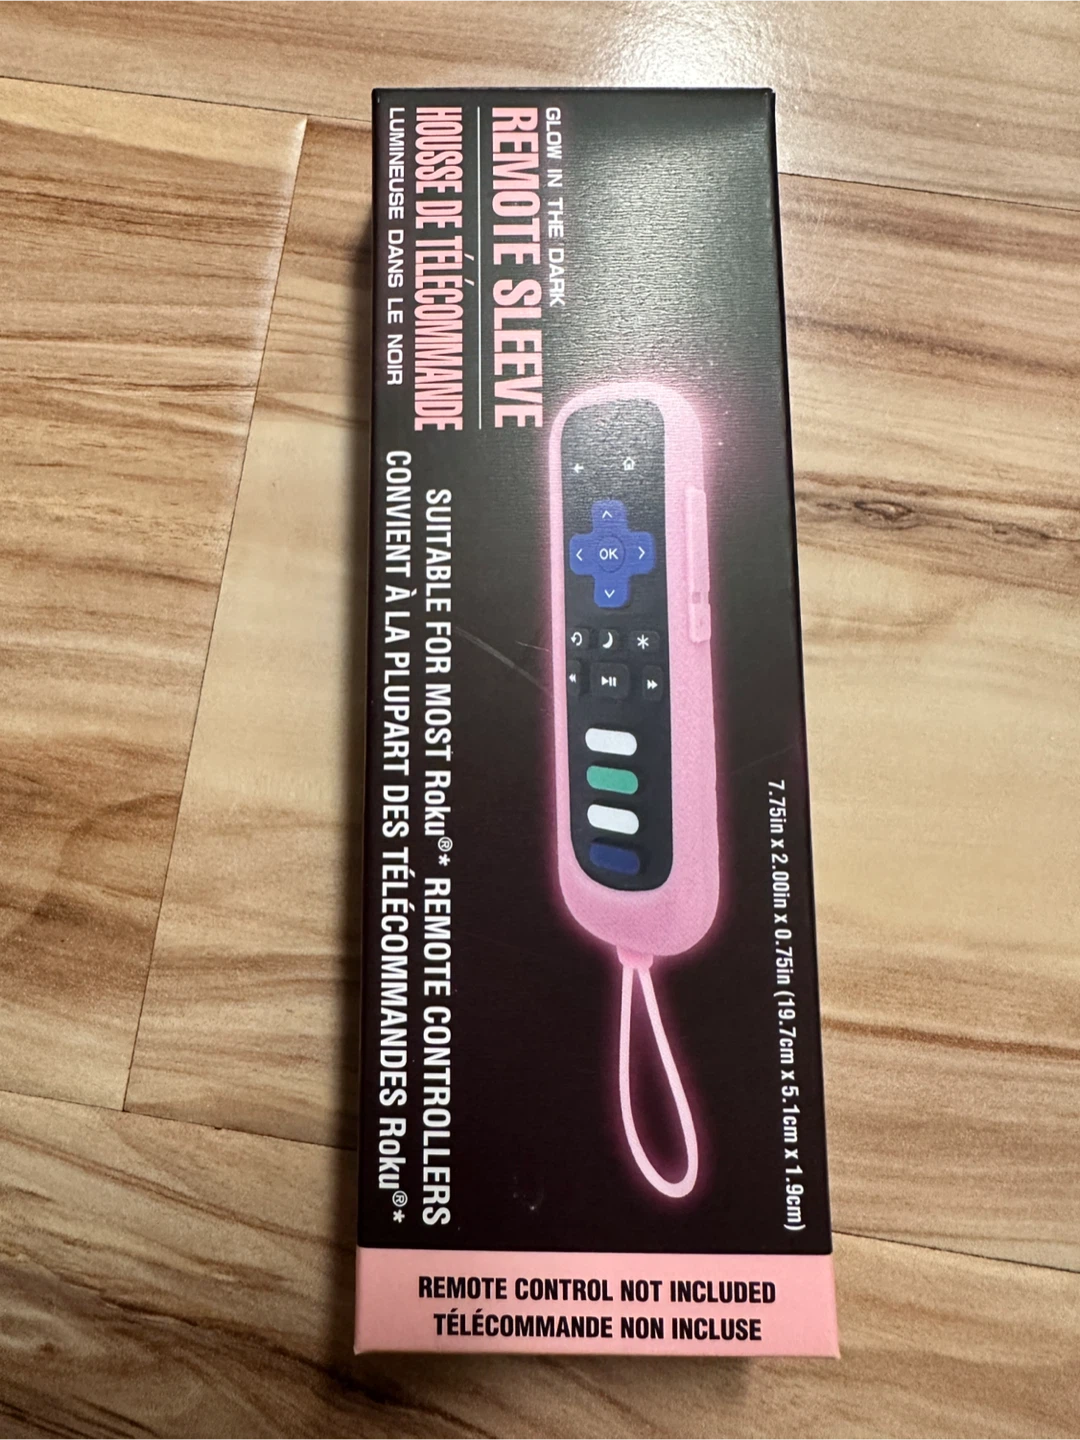 GLOW IN THE DARK
REMOTE SLEEVE
HOUSSE DE TÉLÉCOMMANDE
LUMINEUSE DANS LE NOIR
OK
SUITABLE FOR MOST Roku®* REMOTE CONTROLLERS
CONVIENT À LA PLUPART DES TÉLÉCOMMANDES Roku®*
7.75in x 2.00in x 0.75in (19.7cm x 5.1cm x 1.9cm)
REMOTE CONTROL NOT INCLUDED
TÉLÉCOMMANDE NON INCLUSE